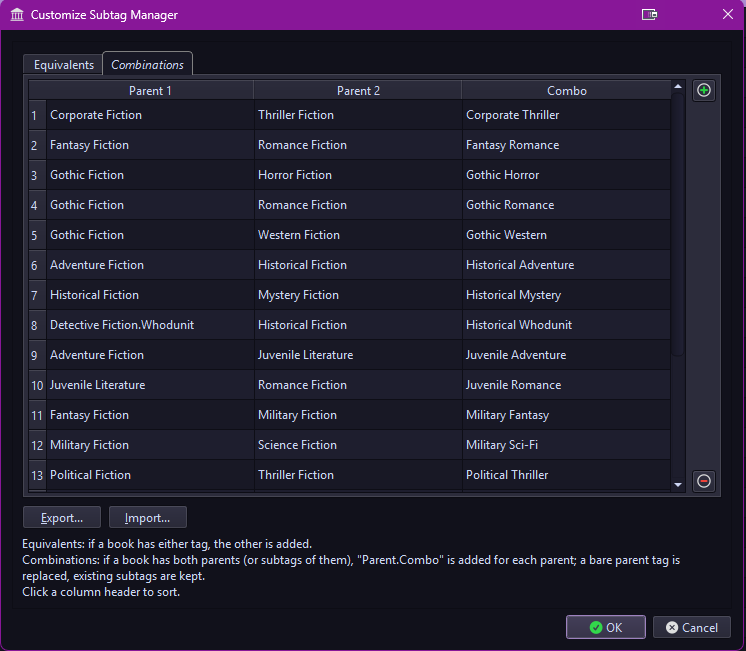 Customize Subtag Manager
Equivalents Combinations
Parent 1 Parent 2 Combo
1 Corporate Fiction Thriller Fiction Corporate Thriller
2 Fantasy Fiction Romance Fiction Fantasy Romance
3 Gothic Fiction Horror Fiction Gothic Horror
4 Gothic Fiction Romance Fiction Gothic Romance
5 Gothic Fiction Western Fiction Gothic Western
6 Adventure Fiction Historical Fiction Historical Adventure
7 Historical Fiction Mystery Fiction Historical Mystery
8 Detective Fiction.Whodunit Historical Fiction Historical Whodunit
9 Adventure Fiction Juvenile Literature Juvenile Adventure
10 Juvenile Literature Romance Fiction Juvenile Romance
11 Fantasy Fiction Military Fiction Military Fantasy
12 Military Fiction Science Fiction Military Sci-Fi
13 Political Fiction Thriller Fiction Political Thriller
Export... Import...
Equivalents: if a book has either tag, the other is added.
Combinations: if a book has both parents (or subtags of them), "Parent.Combo" is added for each parent; a bare parent tag is
replaced, existing subtags are kept.
Click a column header to sort.
OK Cancel